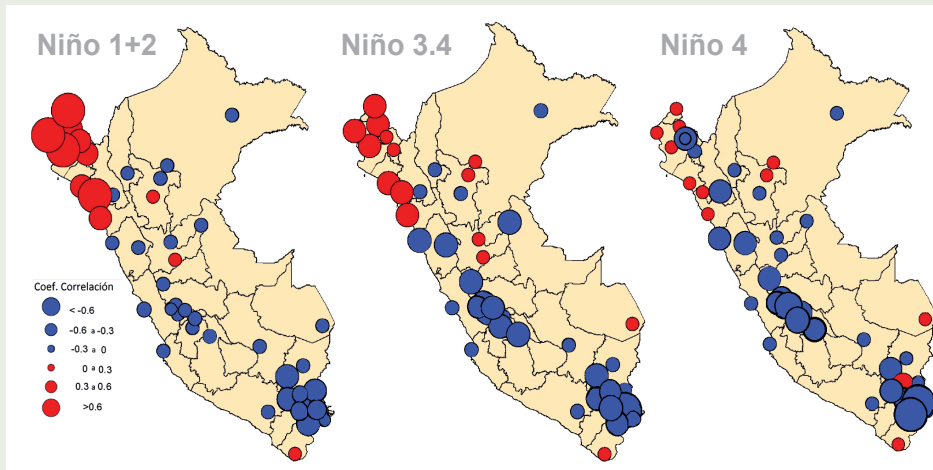 Niño 1+2
Niño 3.4
Niño 4
Coef. Correlación
< -0.6
-0.6 a -0.3
-0.3 a 0
0 a 0.3
0.3 a 0.6
>0.6